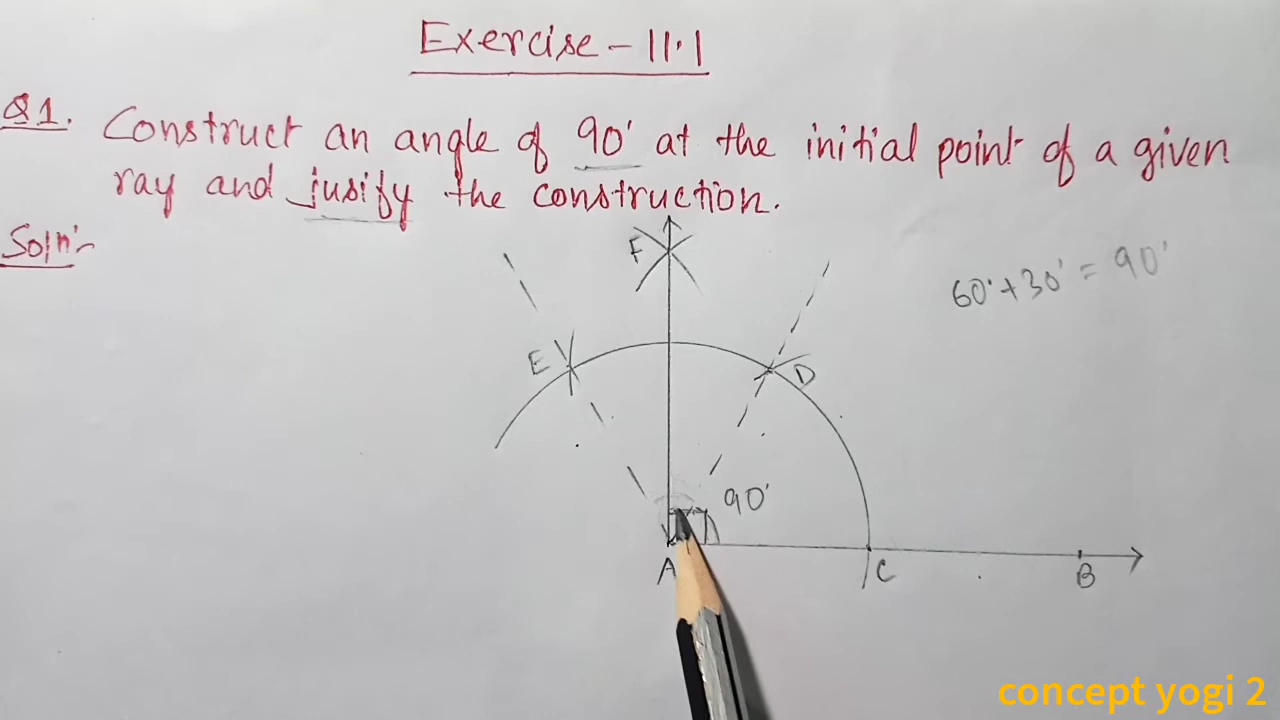 Exercise - 11.1
Q1. Construct an angle of 90° at the initial point of a given
ray and jusify the construction.
Soln:-
F
60°+30° = 90°
E
D
90°
A
C
B
concept yogi 2